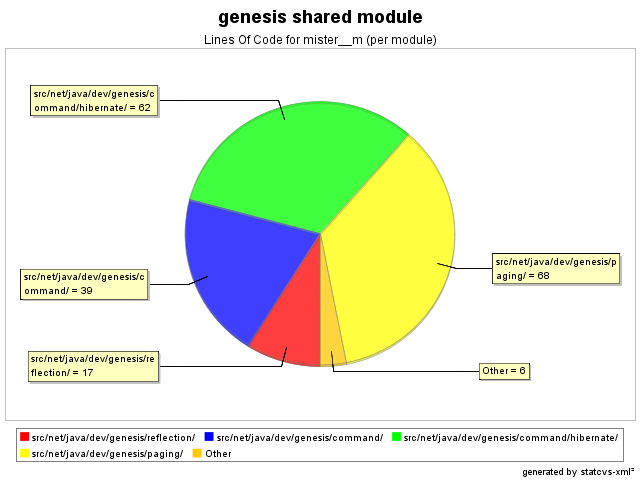 genesis shared module
Lines Of Code for mister__m (per module)
src/net/java/dev/genesis/c
ommand/hibernate/ = 62
src/net/java/dev/genesis/p
aging/ = 68
src/net/java/dev/genesis/c
ommand/ = 39
src/net/java/dev/genesis/re
flection/ = 17
Other = 6
src/net/java/dev/genesis/reflection/ src/net/java/dev/genesis/command/ src/net/java/dev/genesis/command/hibernate/
src/net/java/dev/genesis/paging/ Other
generated by statcvs-xml²